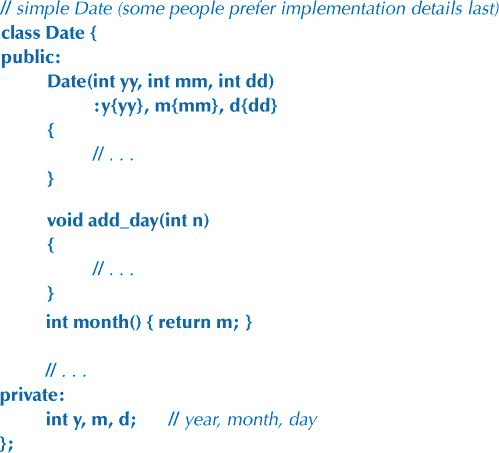 // simple Date (some people prefer implementation details last)
class Date {
public:
Date(int yy, int mm, int dd)
:y{yy}, m{mm}, d{dd}
{
// . . .
}
void add_day(int n)
{
// . . .
}
int month() { return m; }
// . . .
private:
int y, m, d; // year, month, day
};